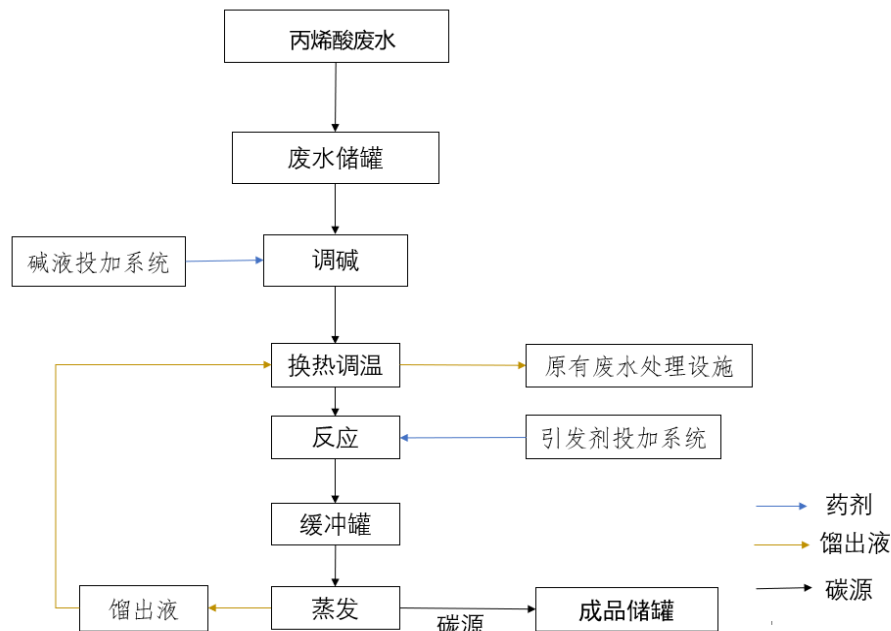 丙烯酸废水
废水储罐
碱液投加系统
调碱
换热调温
原有废水处理设施
反应
引发剂投加系统
缓冲罐
药剂
馏出液
碳源
馏出液
蒸发
碳源
成品储罐